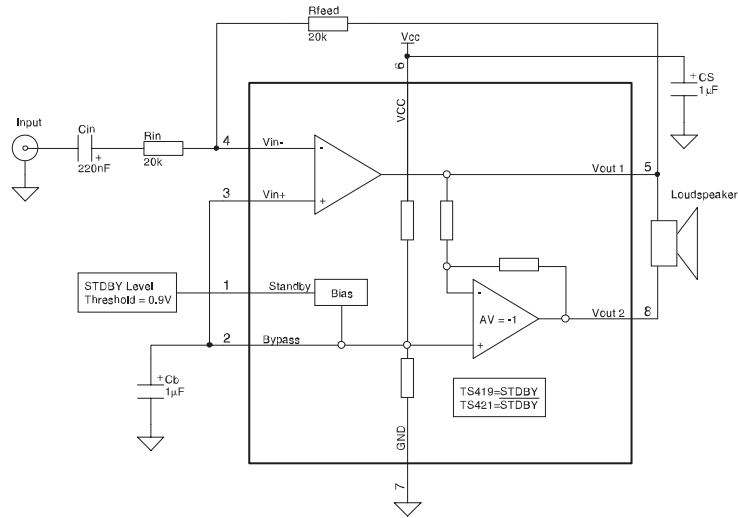 Rfeed
20k
Vcc
6
+ CS
1µF
VCC
Input
Cin
+
220nF
Rin
20k
4
Vin-
-
Vout 1
5
3
Vin+
+
Loudspeaker
STDBY Level
Threshold = 0.9V
1
Standby
Bias
-
AV = -1
+
Vout 2
8
2
Bypass
+ Cb
1µF
TS419=STDBY
TS421=S̅T̅D̅B̅Y̅
GND
7